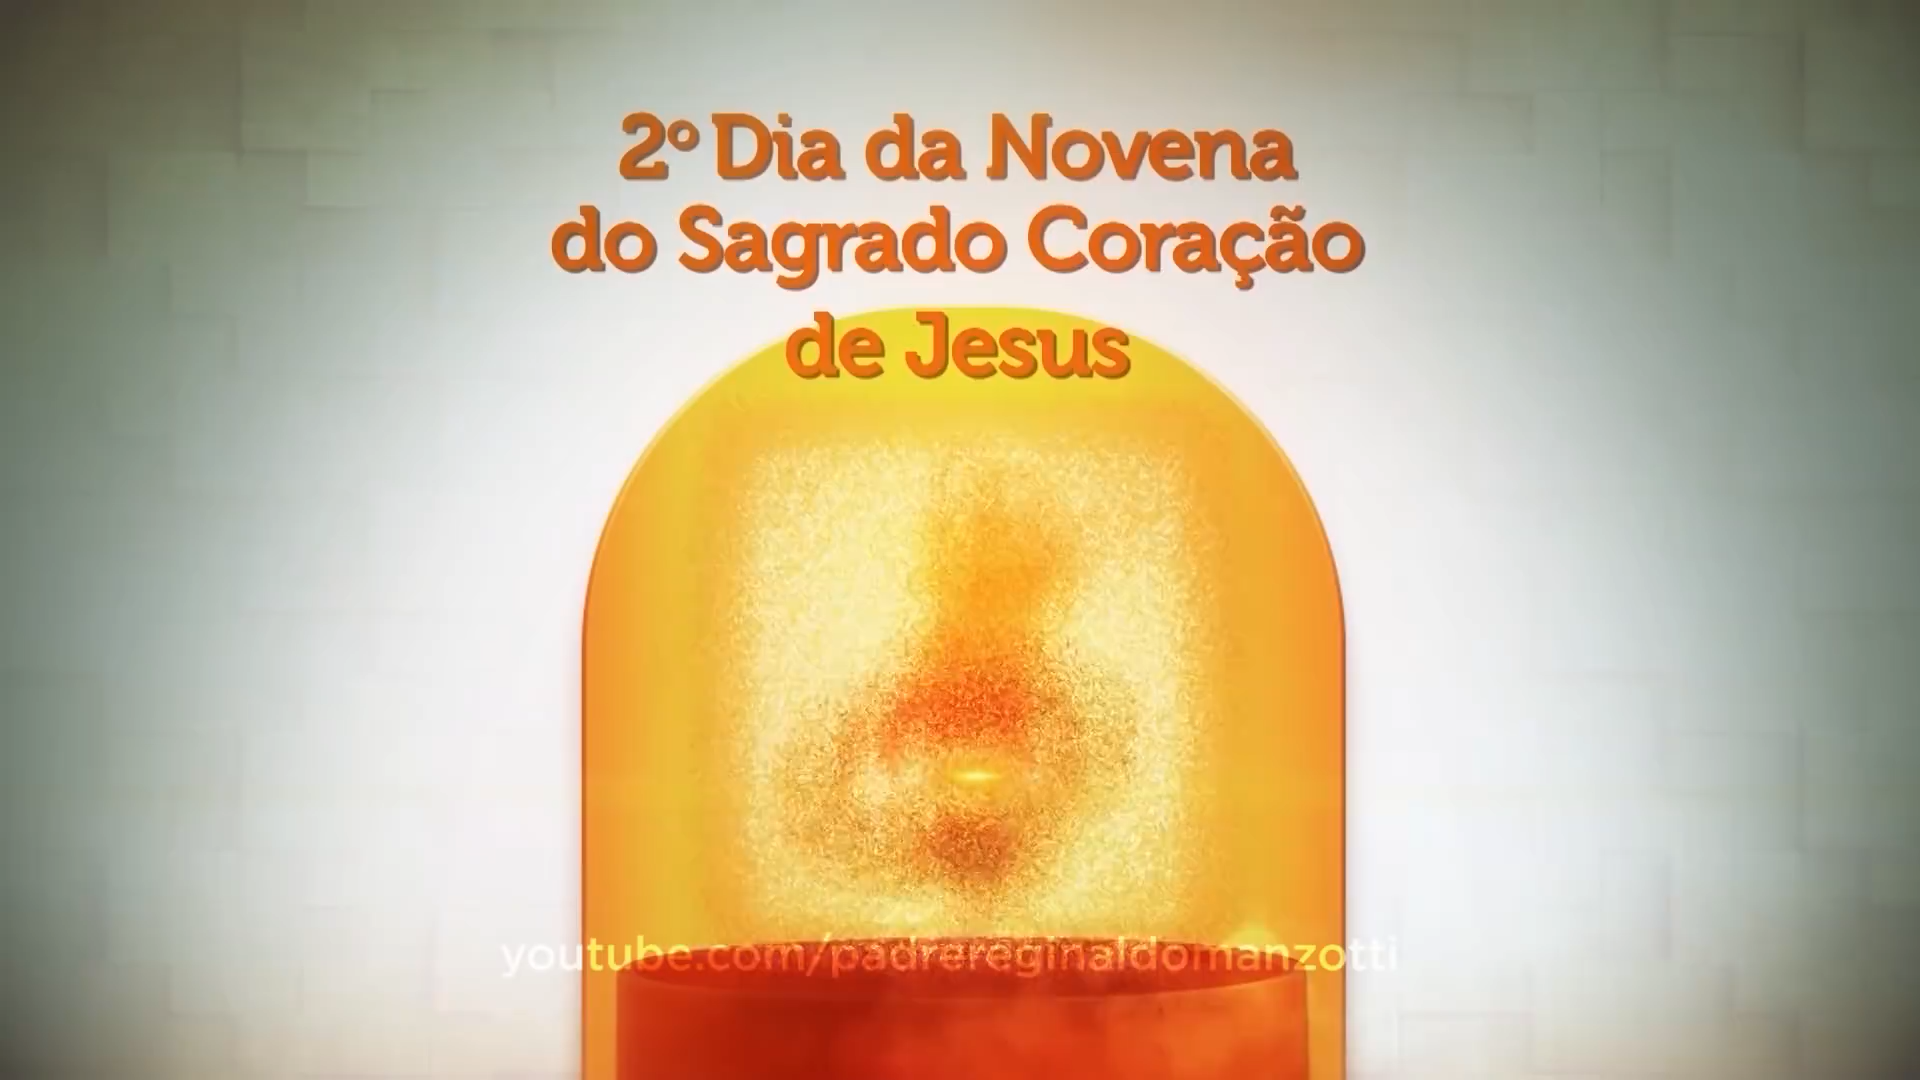 2º Dia da Novena
do Sagrado Coração
de Jesus
youtube.com/padrereginaldomanzotti